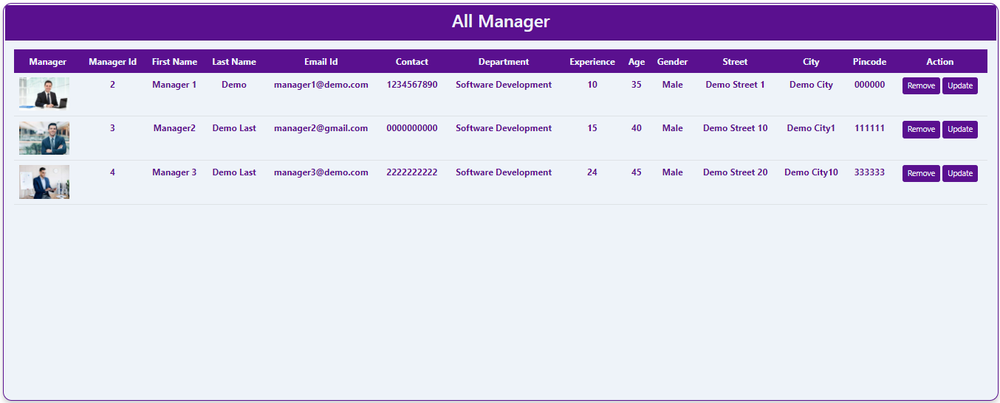 All Manager
Manager Manager Id First Name Last Name Email Id Contact Department Experience Age Gender Street City Pincode Action
2 Manager 1 Demo manager1@demo.com 1234567890 Software Development 10 35 Male Demo Street 1 Demo City 000000 Remove Update
3 Manager2 Demo Last manager2@gmail.com 0000000000 Software Development 15 40 Male Demo Street 10 Demo City1 111111 Remove Update
4 Manager 3 Demo Last manager3@demo.com 2222222222 Software Development 24 45 Male Demo Street 20 Demo City10 333333 Remove Update